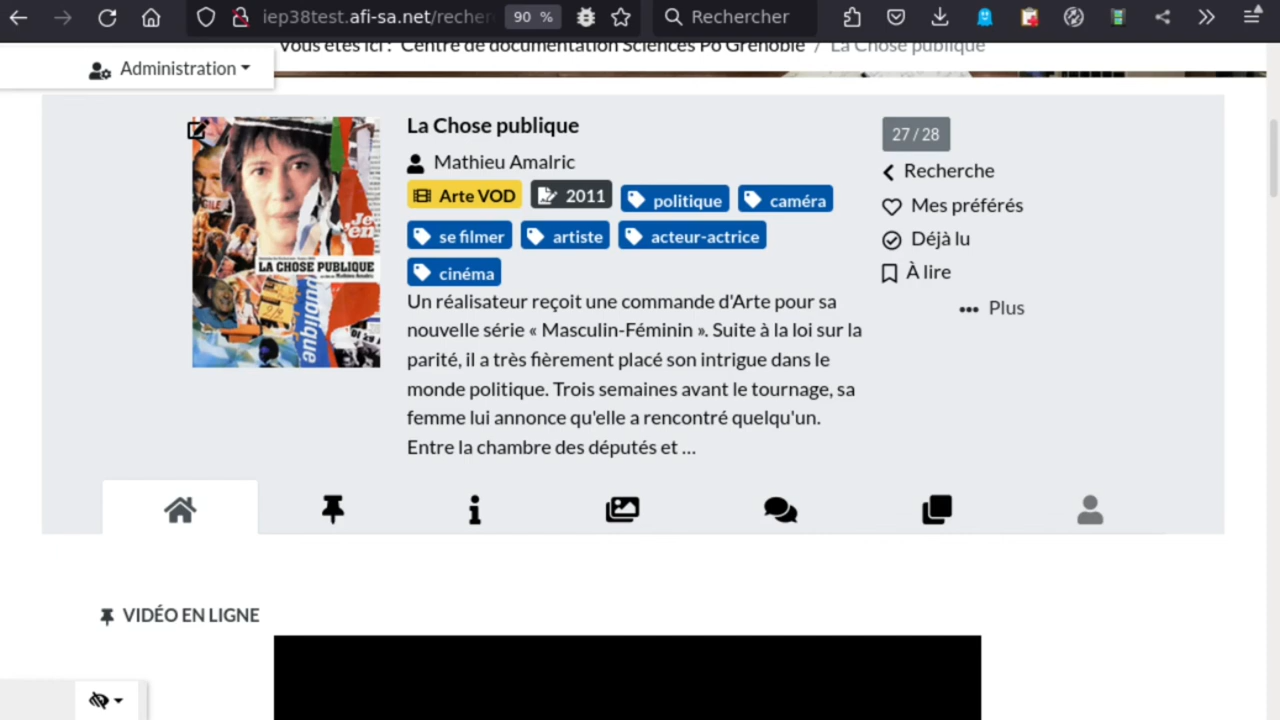 iep38test.afi-sa.net/recher
90 %
Rechercher
Vous êtes ici : Centre de documentation Sciences Po Grenoble / La Chose publique
Administration
La Chose publique
27 / 28
Mathieu Amalric
Recherche
Arte VOD
2011
politique
caméra
Mes préférés
se filmer
artiste
acteur-actrice
Déjà lu
cinéma
À lire
LA CHOSE PUBLIQUE
publique
Un réalisateur reçoit une commande d'Arte pour sa
nouvelle série « Masculin-Féminin ». Suite à la loi sur la
parité, il a très fièrement placé son intrigue dans le
monde politique. Trois semaines avant le tournage, sa
femme lui annonce qu'elle a rencontré quelqu'un.
Entre la chambre des députés et ...
Plus
VIDÉO EN LIGNE